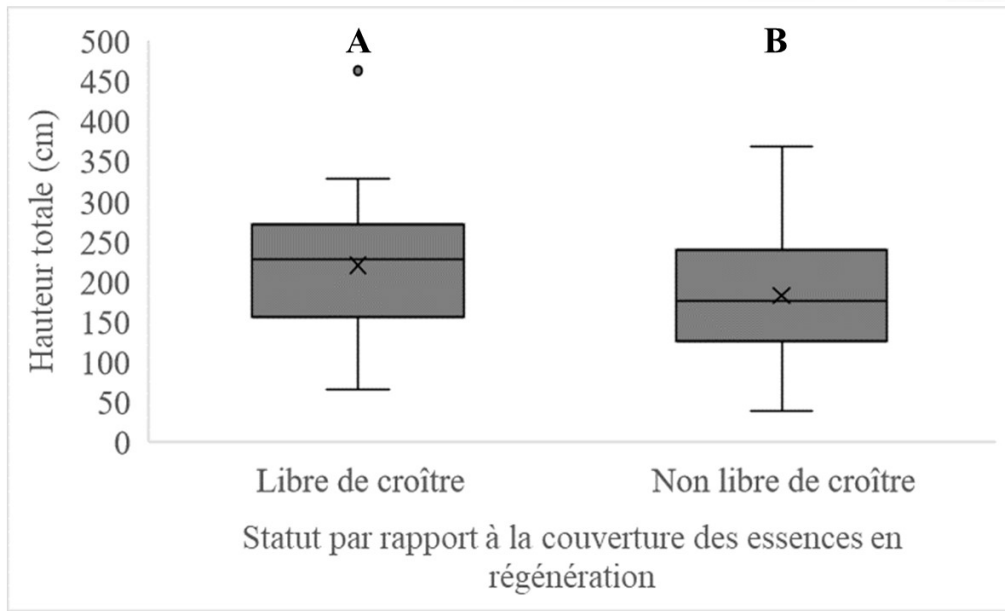 A
B
500
450
400
350
300
250
200
150
100
50
0
Hauteur totale (cm)
Libre de croître
Non libre de croître
Statut par rapport à la couverture des essences en
régénération